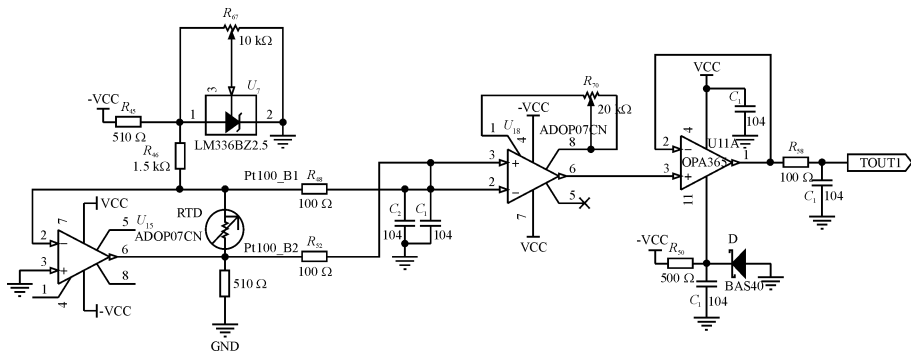 R67
10 kΩ
3
U7
-VCC
R45
510 Ω
1
2
LM336BZ2.5
R46
1.5 kΩ
Pt100_B1
R48
100 Ω
RTD
2
7
VCC
U15
ADOP07CN
5
6
3
1
4
8
-VCC
Pt100_B2
R52
100 Ω
510 Ω
GND
C2
104
C1
104
R70
20 kΩ
1
U18
-VCC
4
ADOP07CN
8
3
2
6
5
7
VCC
VCC
C1
104
4
U11A
2
OPA365
1
3
11
R58
100 Ω
C1
104
TOUT1
-VCC
R50
500 Ω
D
BAS40
C1
104